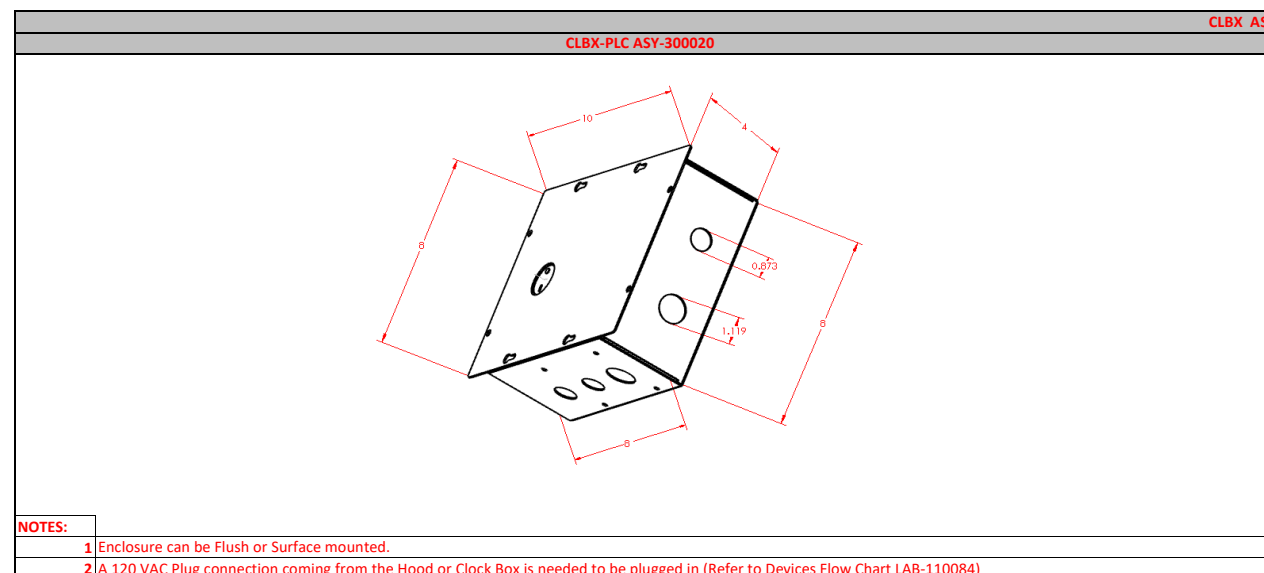 CLBX AS
CLBX-PLC ASY-300020
10
4
8
0.873
1.119
8
8
NOTES:
1 Enclosure can be Flush or Surface mounted.
2 A 120 VAC Plug connection coming from the Hood or Clock Box is needed to be plugged in (Refer to Devices Flow Chart LAB-110084)